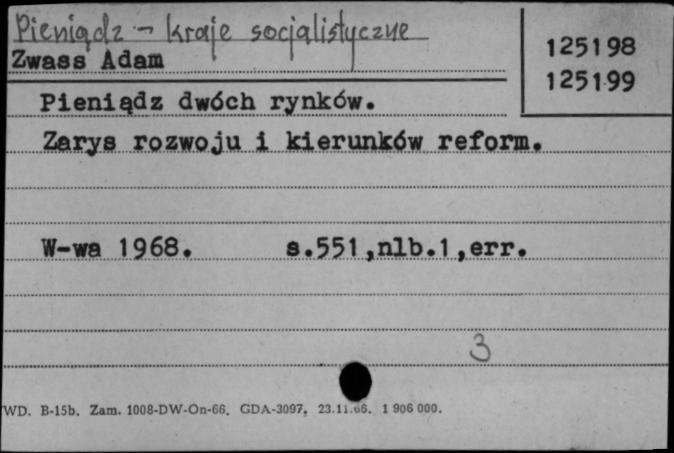 Pieniądz - kraje socjalistyczne
Zwass Adam
125198
125199
Pieniądz dwóch rynków.
Zarys rozwoju i kierunków reform.
W-wa 1968. s.551,nlb.1,err.
3
WD. B-15b. Zam. 1008-DW-On-66. GDA-3097, 23.11.66. 1 906 000.